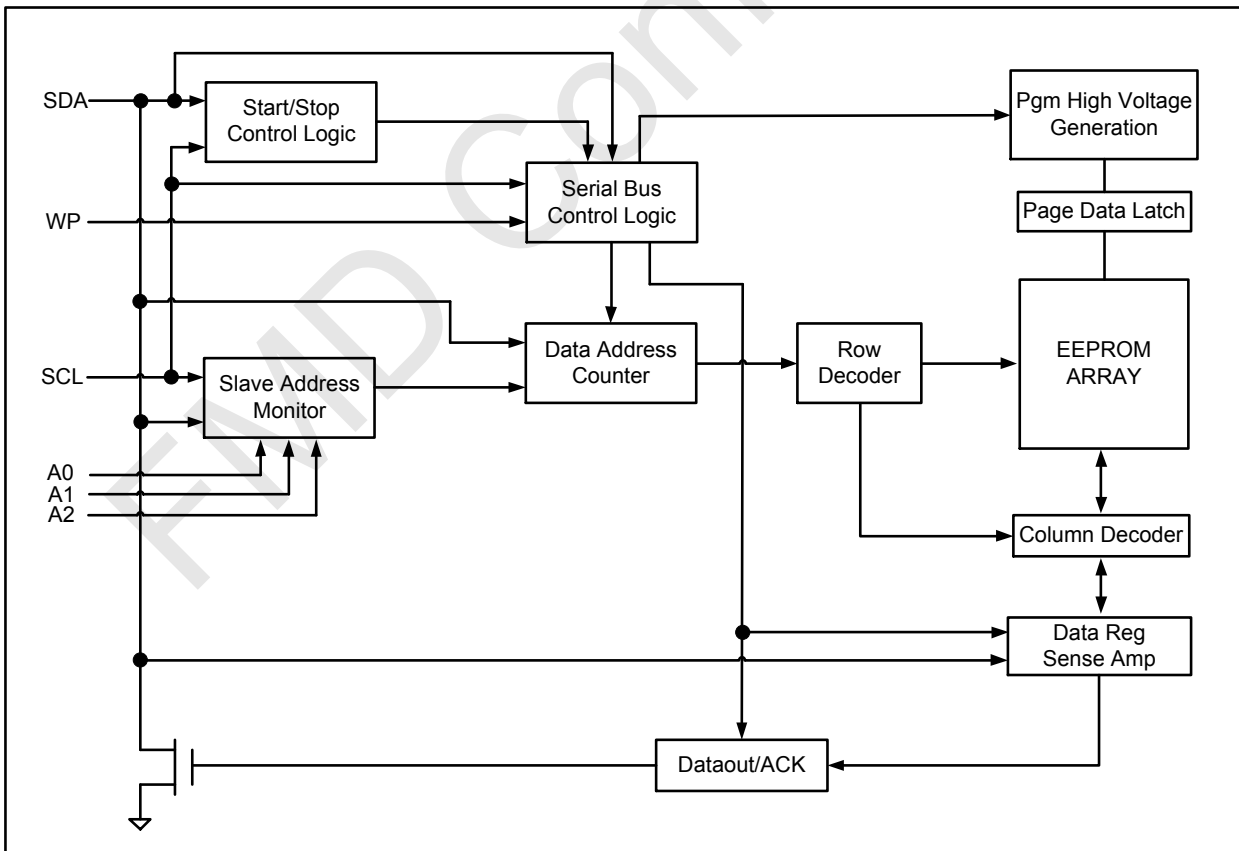 SDA
Start/Stop
Control Logic
Pgm High Voltage
Generation
Serial Bus
Control Logic
WP
Page Data Latch
Data Address
Counter
Row
Decoder
EEPROM
ARRAY
SCL
Slave Address
Monitor
A0
A1
A2
Column Decoder
Data Reg
Sense Amp
Dataout/ACK
FMD Com